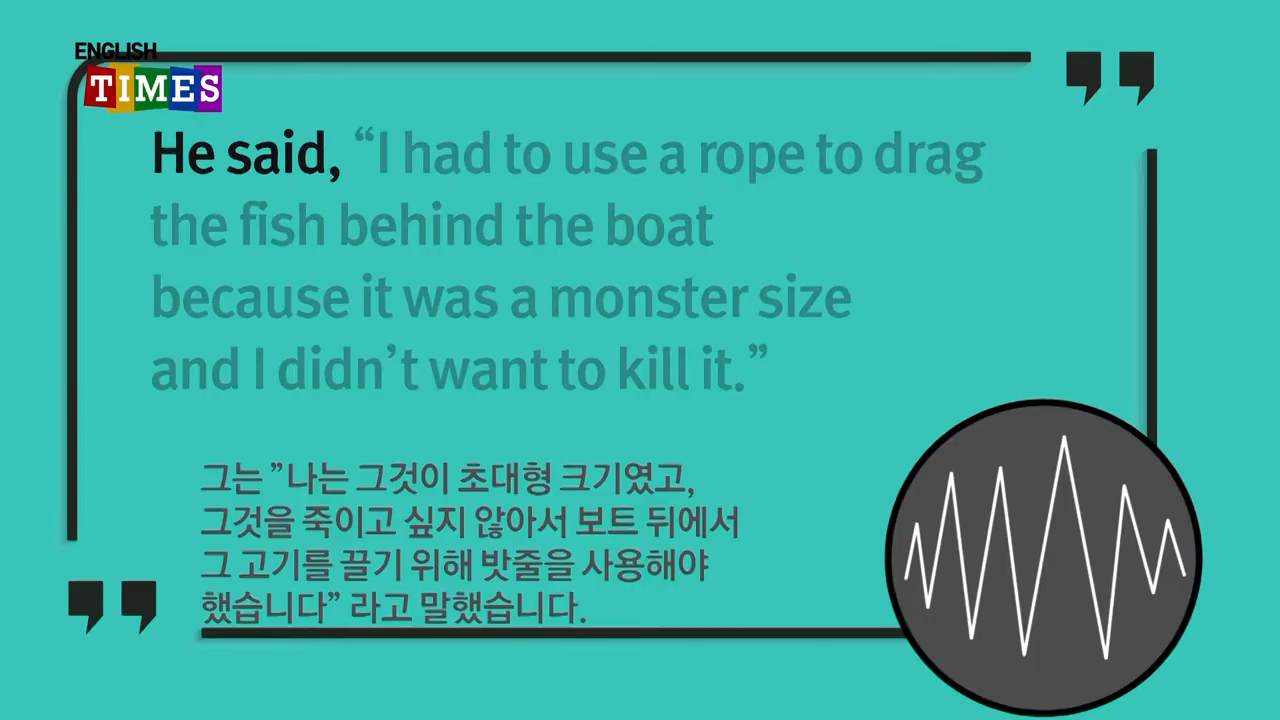 ENGLISH
TIMES
He said, “I had to use a rope to drag
the fish behind the boat
because it was a monster size
and I didn’t want to kill it.”
그는 ”나는 그것이 초대형 크기였고,
그것을 죽이고 싶지 않아서 보트 뒤에서
그 고기를 끌기 위해 밧줄을 사용해야
했습니다” 라고 말했습니다.